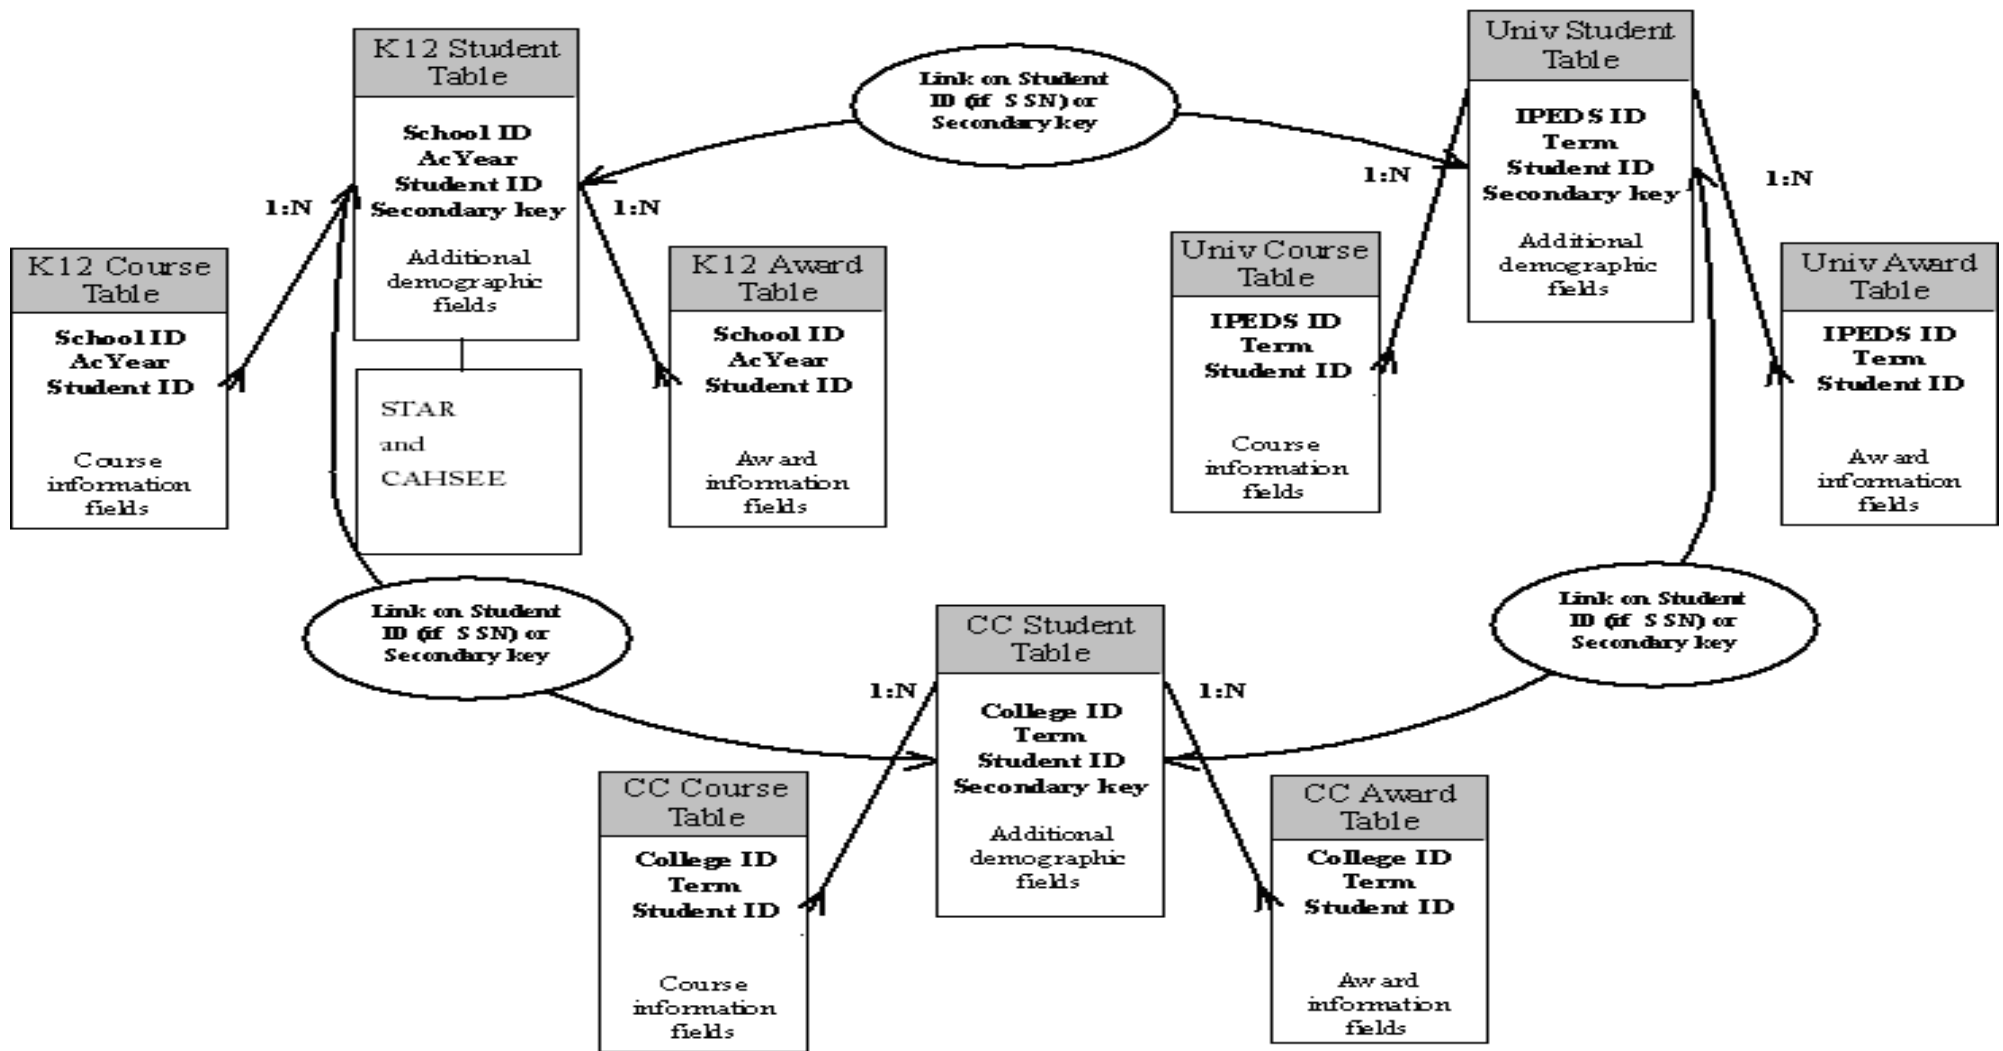 K12 Student
Table
School ID
AcYear
Student ID
Secondary key
Additional
demographic
fields
Link on Student
ID (if SSN) or
Secondary key
Univ Student
Table
IPEDS ID
Term
Student ID
Secondary key
Additional
demographic
fields
1:N
1:N
1:N
1:N
K12 Course
Table
School ID
AcYear
Student ID
Course
information
fields
STAR
and
CAHSEE
K12 Award
Table
School ID
AcYear
Student ID
Award
information
fields
Univ Course
Table
IPEDS ID
Term
Student ID
Course
information
fields
Univ Award
Table
IPEDS ID
Term
Student ID
Award
information
fields
Link on Student
ID (if SSN) or
Secondary key
CC Student
Table
College ID
Term
Student ID
Secondary key
Additional
demographic
fields
Link on Student
ID (if SSN) or
Secondary key
1:N
1:N
CC Course
Table
College ID
Term
Student ID
Course
information
fields
CC Award
Table
College ID
Term
Student ID
Award
information
fields